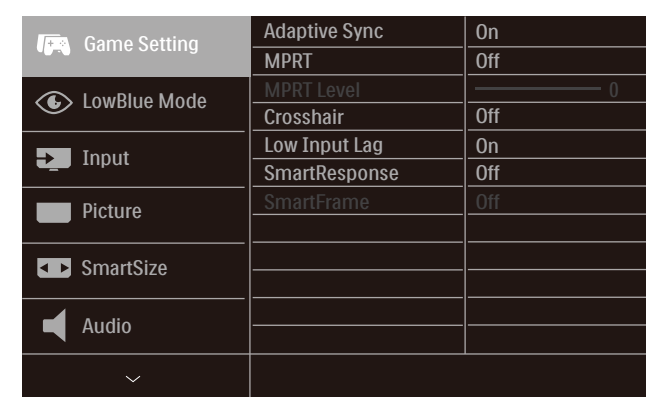 Game Setting
LowBlue Mode
Input
Picture
SmartSize
Audio
Adaptive Sync On
MPRT Off
MPRT Level 0
Crosshair Off
Low Input Lag On
SmartResponse Off
SmartFrame Off